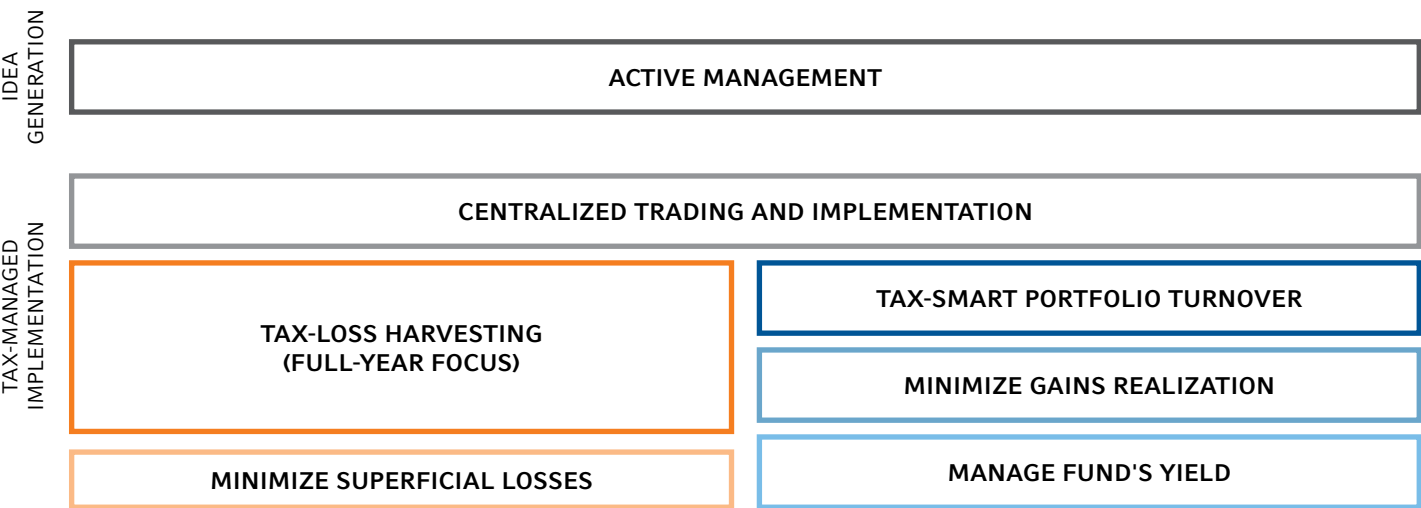 IDEA
GENERATION
ACTIVE MANAGEMENT
TAX-MANAGED
IMPLEMENTATION
CENTRALIZED TRADING AND IMPLEMENTATION
TAX-LOSS HARVESTING
(FULL-YEAR FOCUS)
MINIMIZE SUPERFICIAL LOSSES
TAX-SMART PORTFOLIO TURNOVER
MINIMIZE GAINS REALIZATION
MANAGE FUND'S YIELD